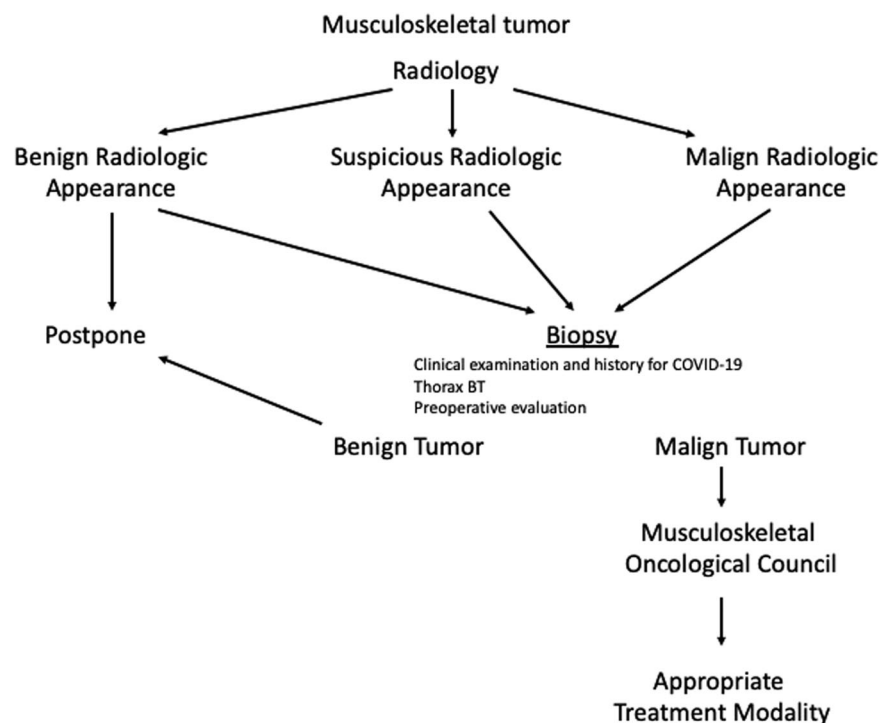 Musculoskeletal tumor
Radiology
Benign Radiologic
Appearance
Suspicious Radiologic
Appearance
Malign Radiologic
Appearance
Postpone
Biopsy
Clinical examination and history for COVID-19
Thorax BT
Preoperative evaluation
Benign Tumor
Malign Tumor
Musculoskeletal
Oncological Council
Appropriate
Treatment Modality